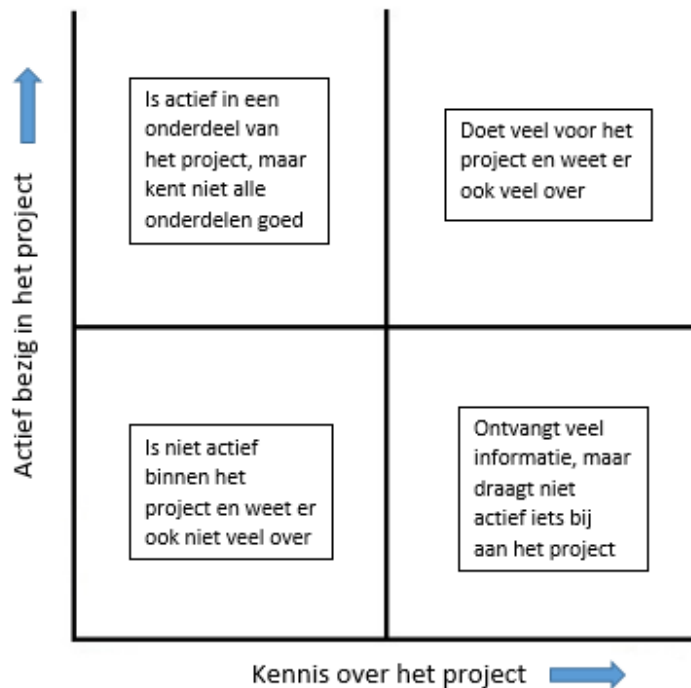 Actief bezig in het project
Is actief in een
onderdeel van
het project, maar
kent niet alle
onderdelen goed
Doet veel voor het
project en weet er
ook veel over
Is niet actief
binnen het
project en weet er
ook niet veel over
Ontvangt veel
informatie, maar
draagt niet
actief iets bij
aan het project
Kennis over het project